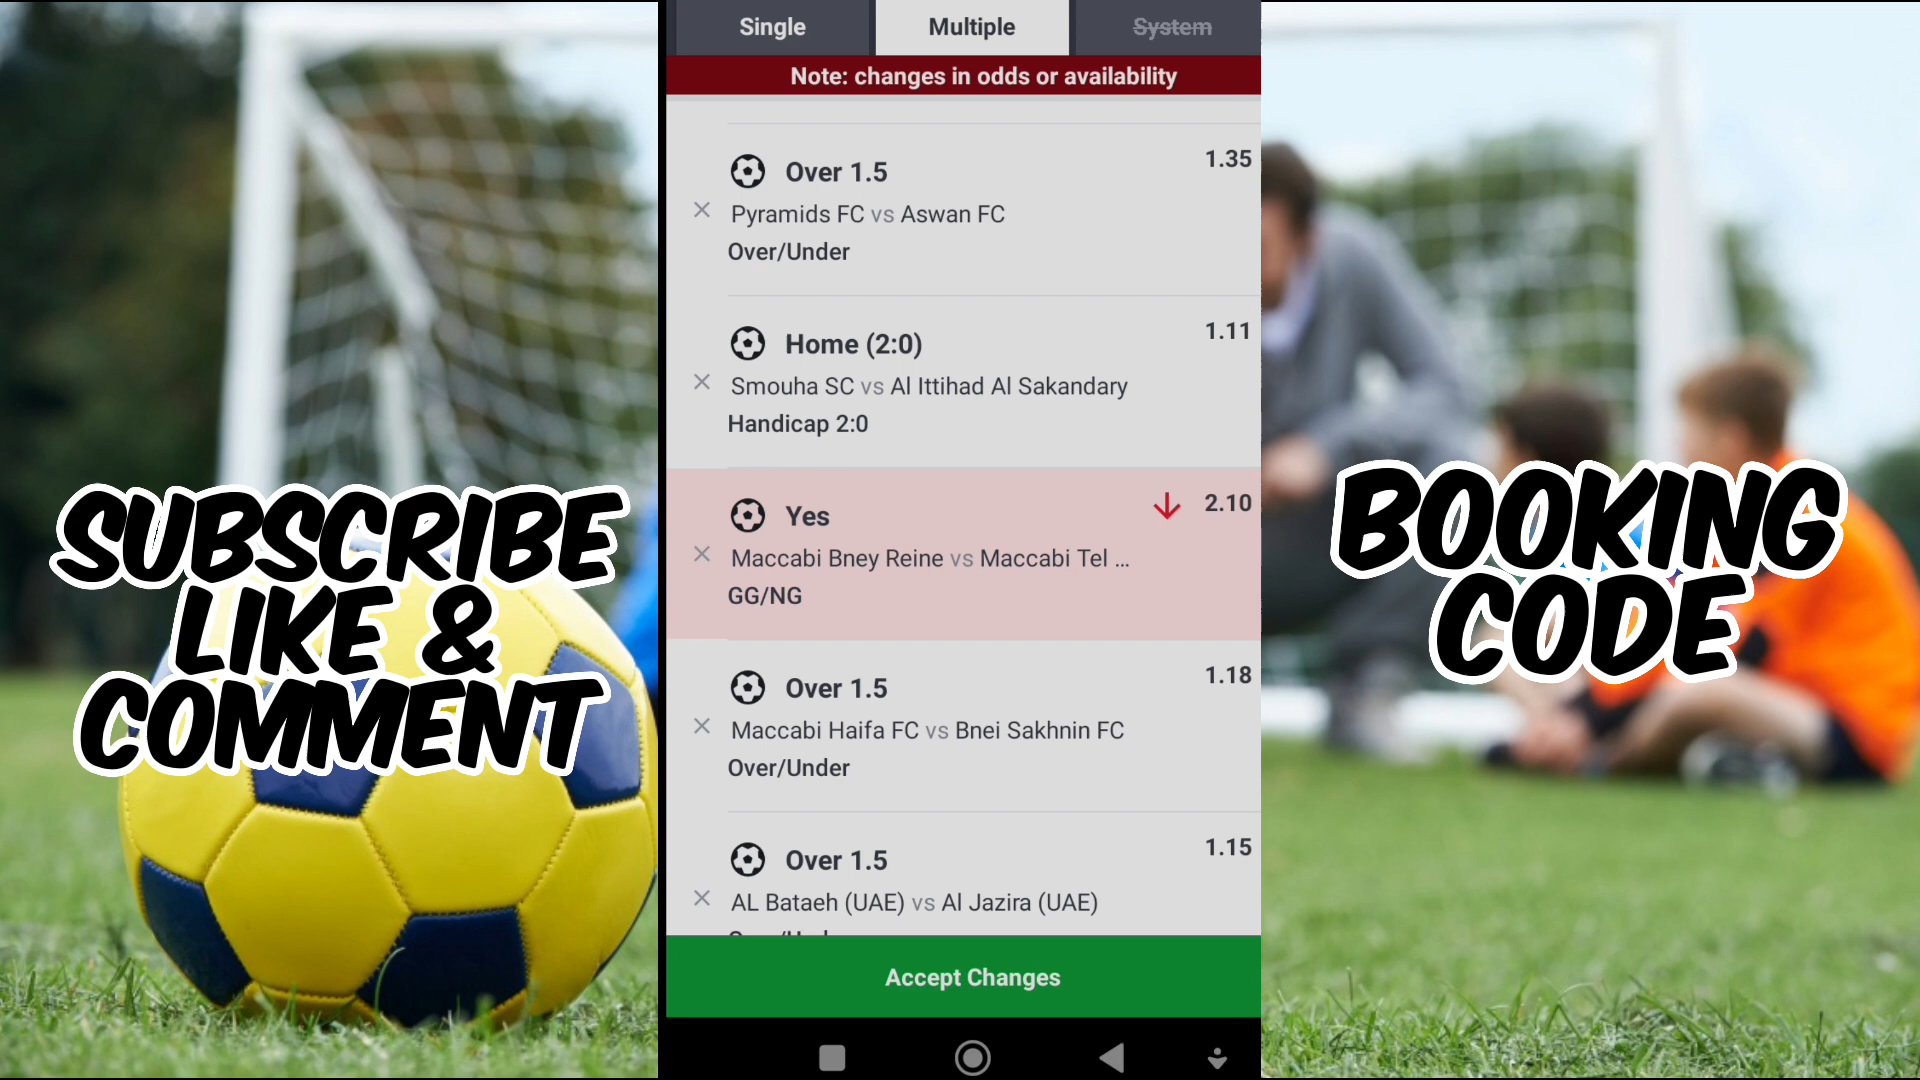 Single
Multiple
System
Note: changes in odds or availability
Over 1.5
1.35
Pyramids FC vs Aswan FC
Over/Under
Home (2:0)
1.11
Smouha SC vs Al Ittihad Al Sakandary
Handicap 2:0
Yes
2.10
Maccabi Bney Reine vs Maccabi Tel ...
GG/NG
Over 1.5
1.18
Maccabi Haifa FC vs Bnei Sakhnin FC
Over/Under
Over 1.5
1.15
AL Bataeh (UAE) vs Al Jazira (UAE)
Accept Changes
SUBSCRIBE
LIKE &
COMMENT
BOOKING
CODE